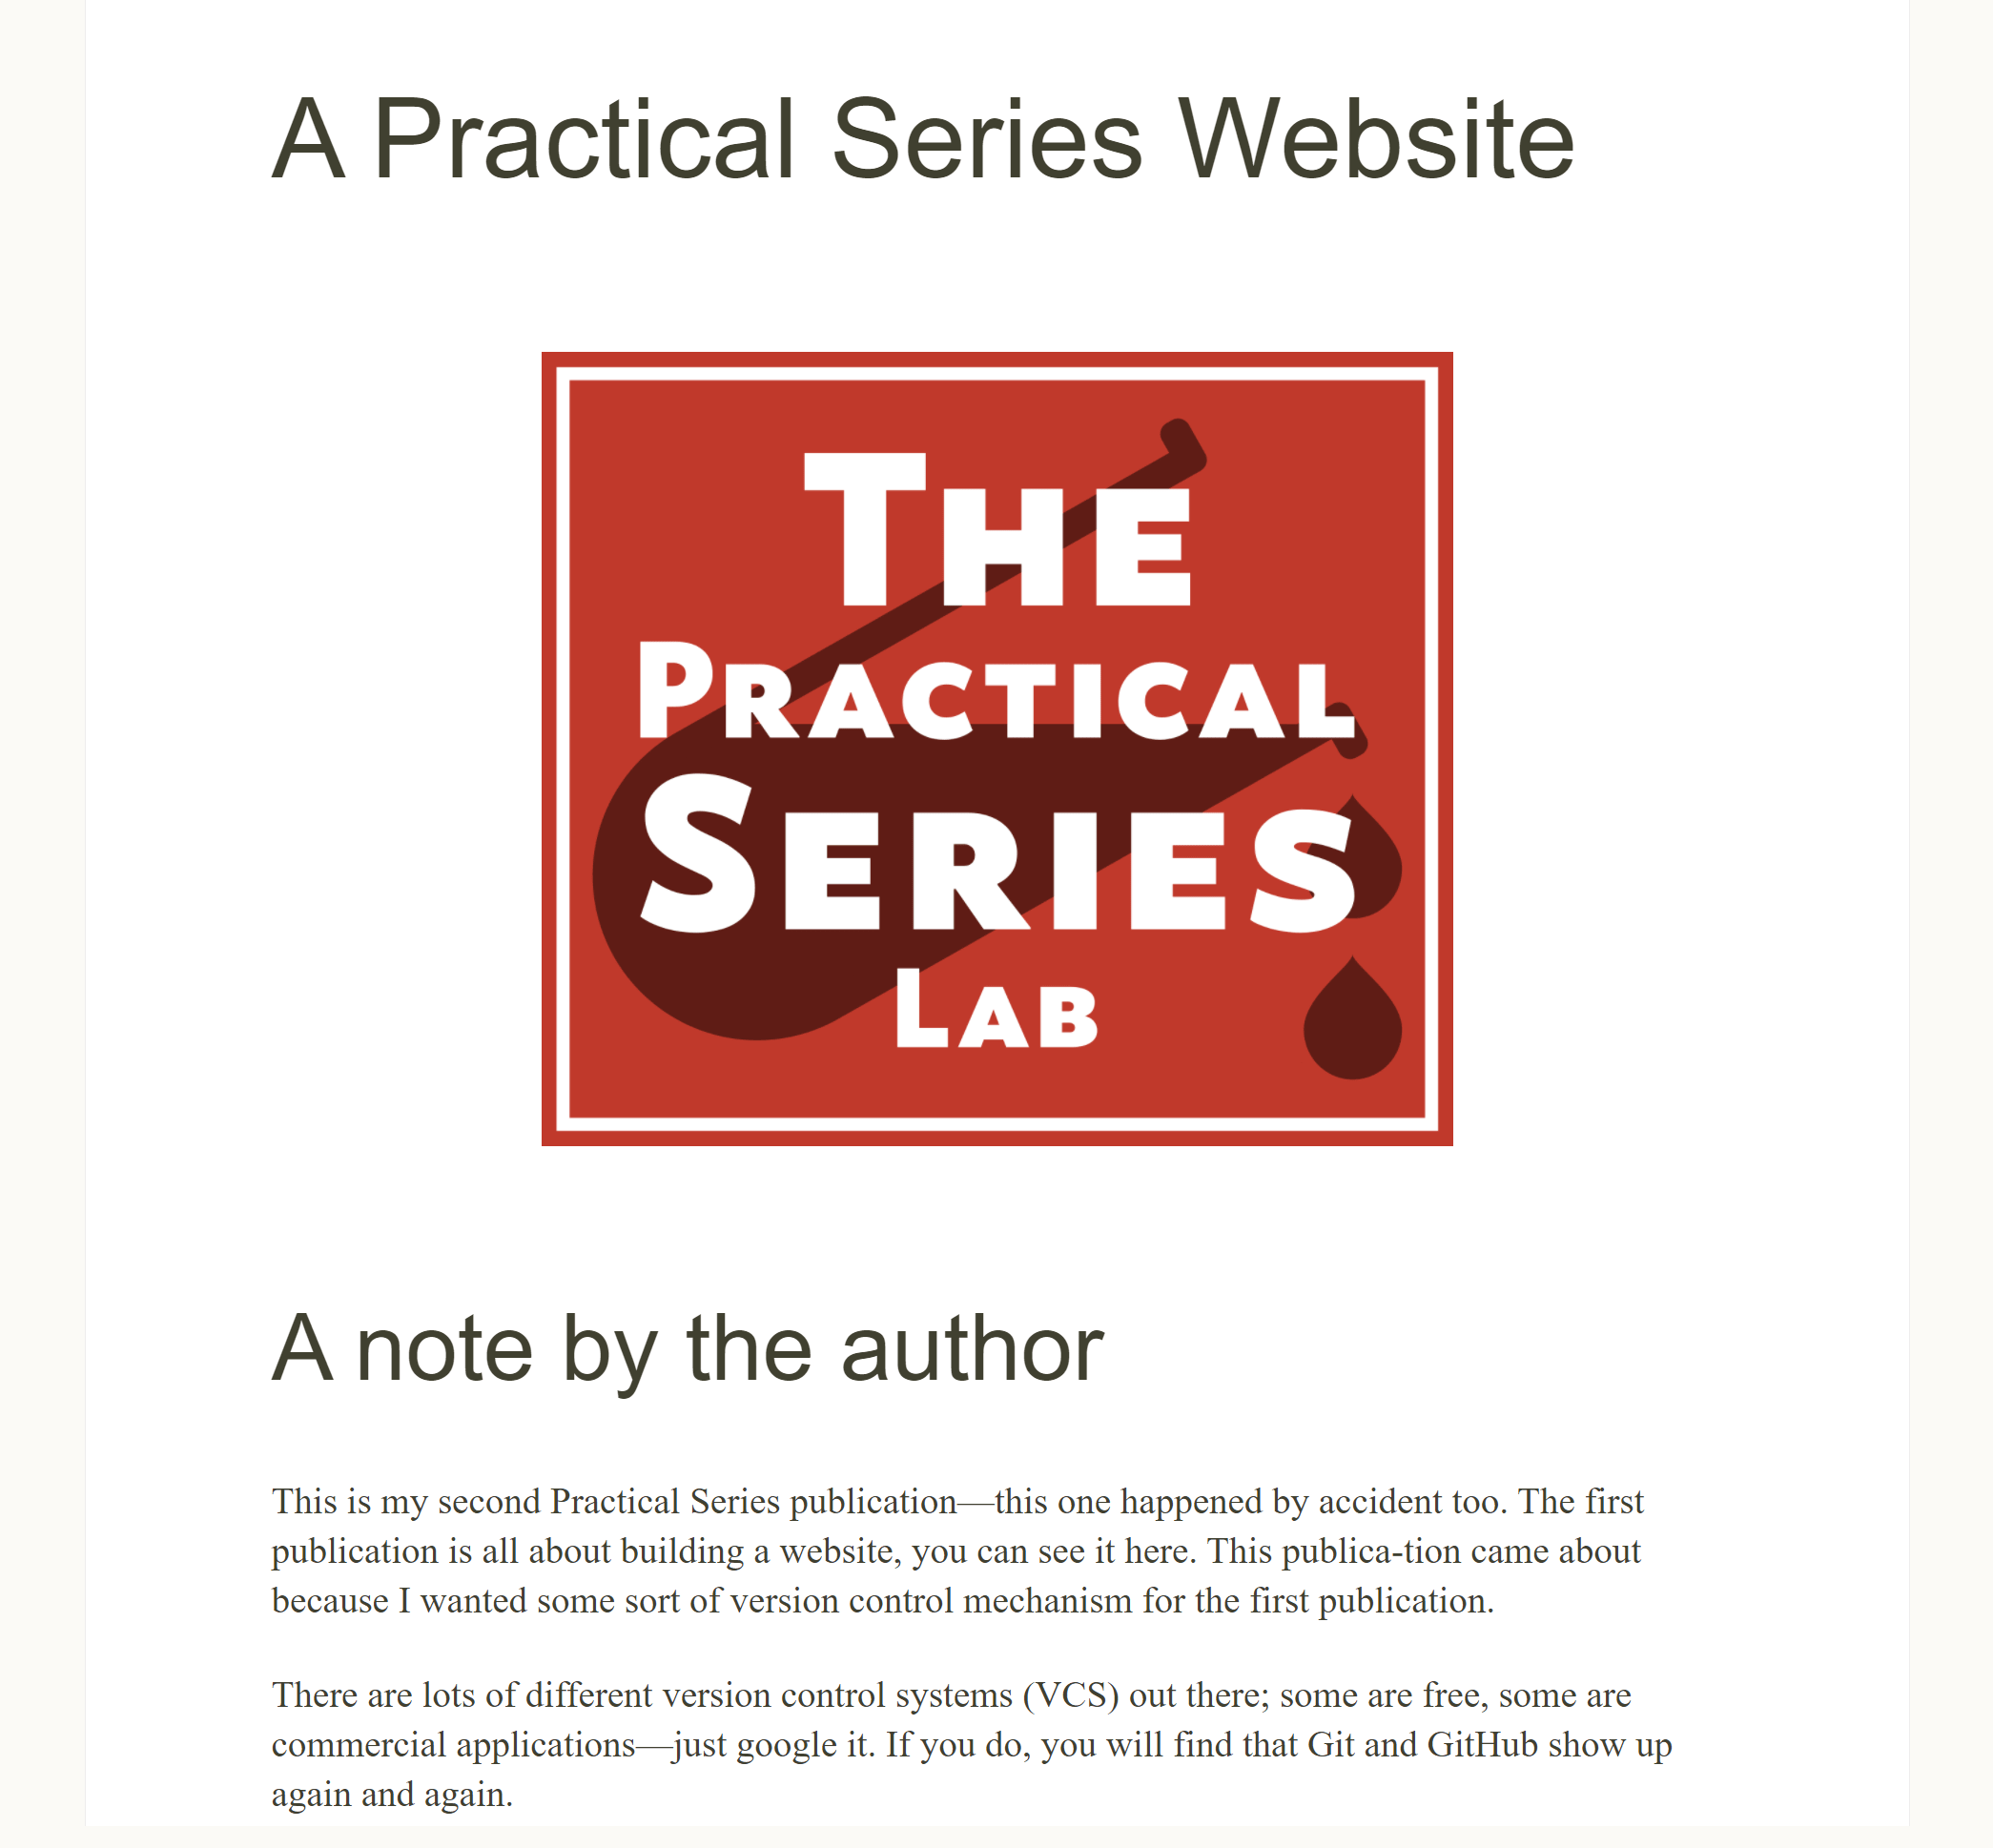 A Practical Series Website
The
Practical
Series
Lab
A note by the author
This is my second Practical Series publication—this one happened by accident too. The first
publication is all about building a website, you can see it here. This publica-tion came about
because I wanted some sort of version control mechanism for the first publication.
There are lots of different version control systems (VCS) out there; some are free, some are
commercial applications—just google it. If you do, you will find that Git and GitHub show up
again and again.